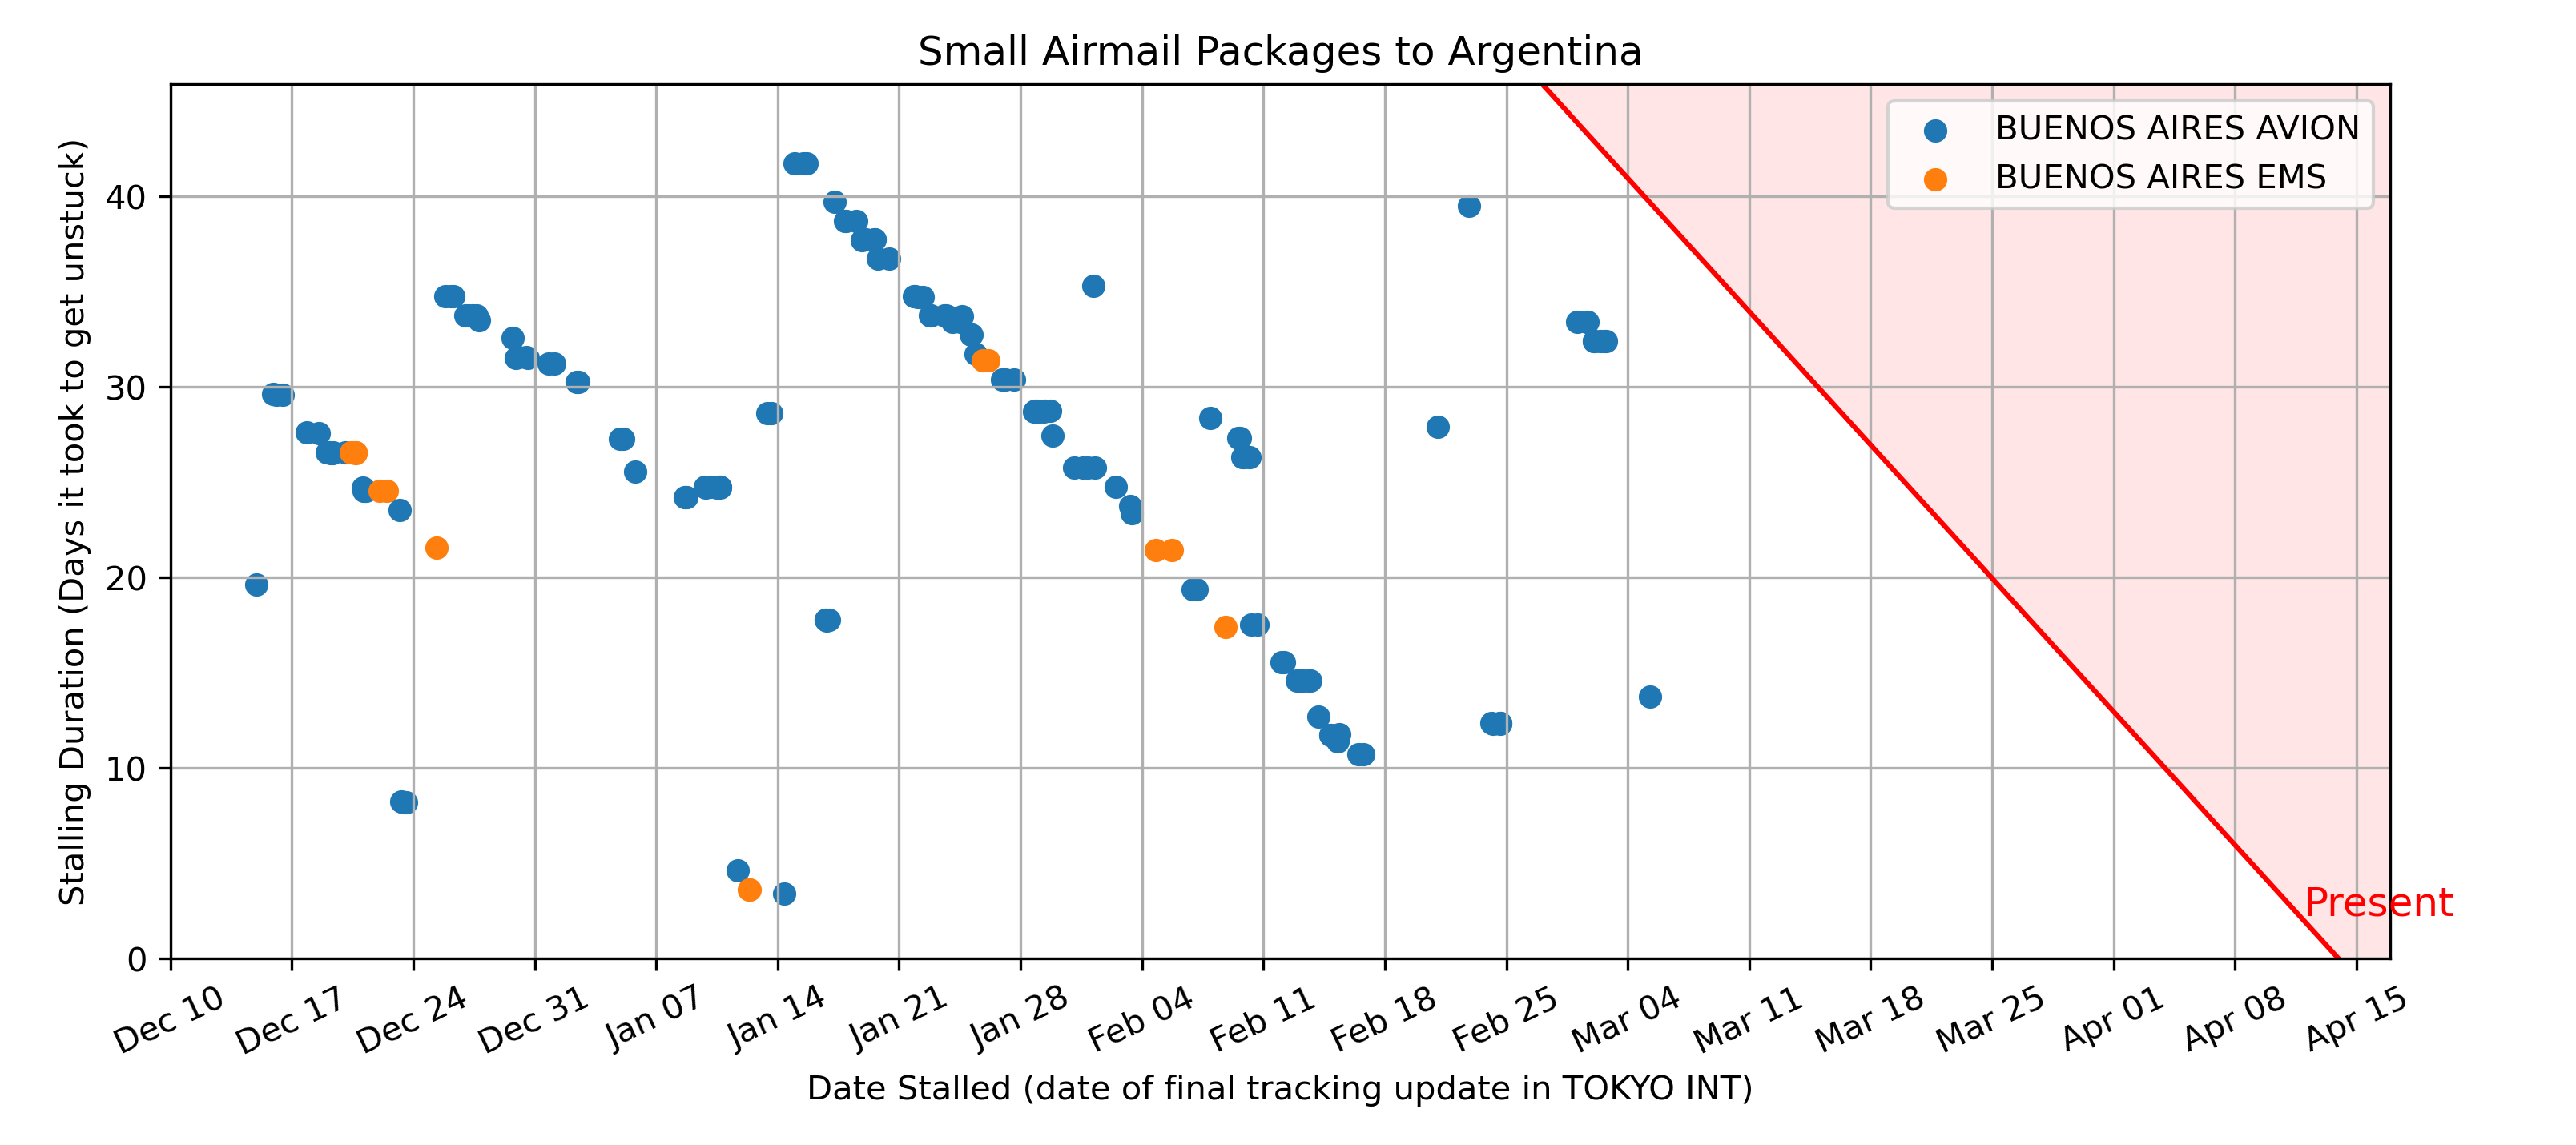 Small Airmail Packages to Argentina
Stalling Duration (Days it took to get unstuck)
40
30
20
10
0
BUENOS AIRES AVION
BUENOS AIRES EMS
Present
Dec 10
Dec 17
Dec 24
Dec 31
Jan 07
Jan 14
Jan 21
Jan 28
Feb 04
Feb 11
Feb 18
Feb 25
Mar 04
Mar 11
Mar 18
Mar 25
Apr 01
Apr 08
Apr 15
Date Stalled (date of final tracking update in TOKYO INT)